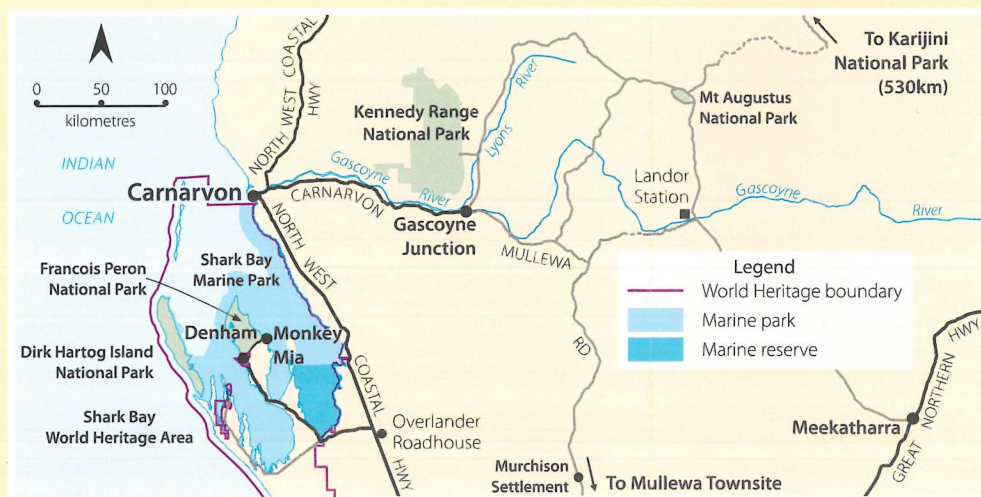 0
50
100
kilometres
INDIAN
OCEAN
NORTH WEST COASTAL
HWY
Kennedy Range
National Park
Lyons
River
To Karijini
National Park
(530km)
Mt Augustus
National Park
Carnarvon
CARNARVON
Gascoyne
River
Gascoyne
Junction
MULLEWA
RD
Landor
Station
Gascoyne
River
NORTH WEST
COASTAL
HWY
Shark Bay
Marine Park
Francois Peron
National Park
Denham
Monkey
Mia
Dirk Hartog Island
National Park
Shark Bay
World Heritage Area
Overlander
Roadhouse
Legend
World Heritage boundary
Marine park
Marine reserve
Murchison
Settlement
To Mullewa Townsite
Meekatharra
GREAT NORTHERN
HWY